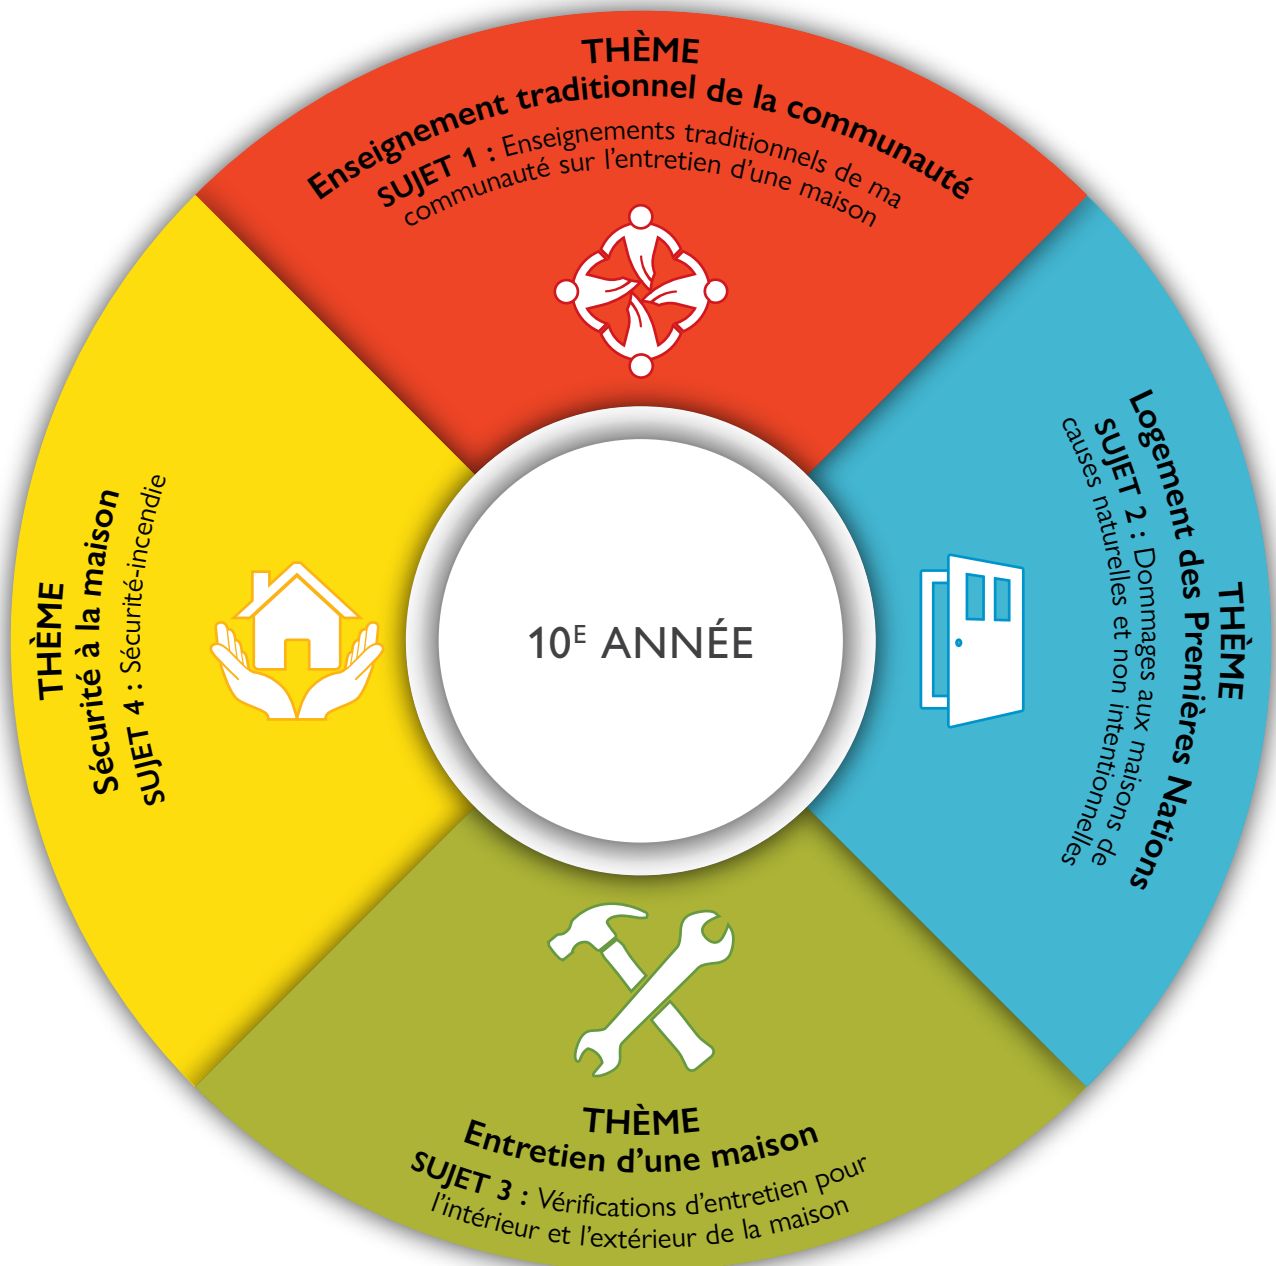 THÈME
Enseignement traditionnel de la communauté
SUJET 1 : Enseignements traditionnels de ma
communauté sur l'entretien d'une maison
THÈME
Logement des Premières Nations
SUJET 2 : Dommages aux maisons de
causes naturelles et non intentionnelles
THÈME
Entretien d'une maison
SUJET 3 : Vérifications d'entretien pour
l'intérieur et l'extérieur de la maison
THÈME
Sécurité à la maison
SUJET 4 : Sécurité-incendie
10E ANNÉE